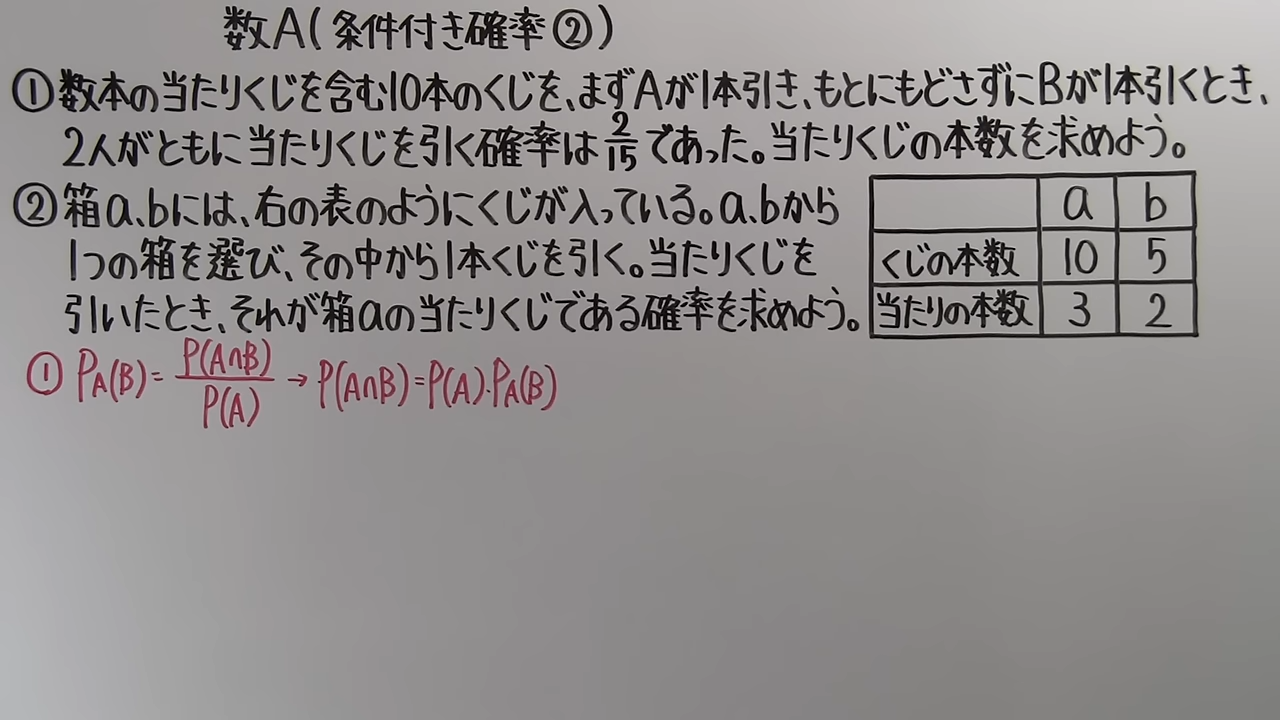 数A(条件付き確率②)
①数本の当たりくじを含む10本のくじを、まずAが1本引き、もとにもどさずにBが1本引くとき、
2人がともに当たりくじを引く確率は2/15であった。当たりくじの本数を求めよう。
②箱a、bには、右の表のようにくじが入っている。a、bから
1つの箱を選び、その中から1本くじを引く。当たりくじを
引いたとき、それが箱aの当たりくじである確率を求めよう。
a b
くじの本数 10 5
当たりの本数 3 2
① P_A(B)=P(A∩B)/P(A)→P(A∩B)=P(A)・P_A(B)